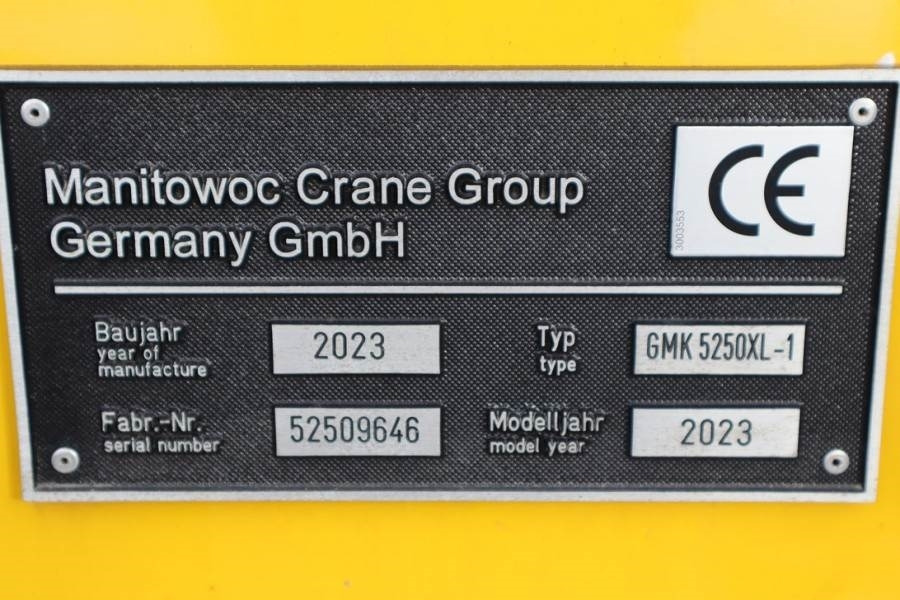 Manitowoc Crane Group
Germany GmbH
CE
3003553
Baujahr
year of
manufacture
2023
Typ
type
GMK 5250XL-1
Fabr.-Nr.
serial number
52509646
Modelljahr
model year
2023